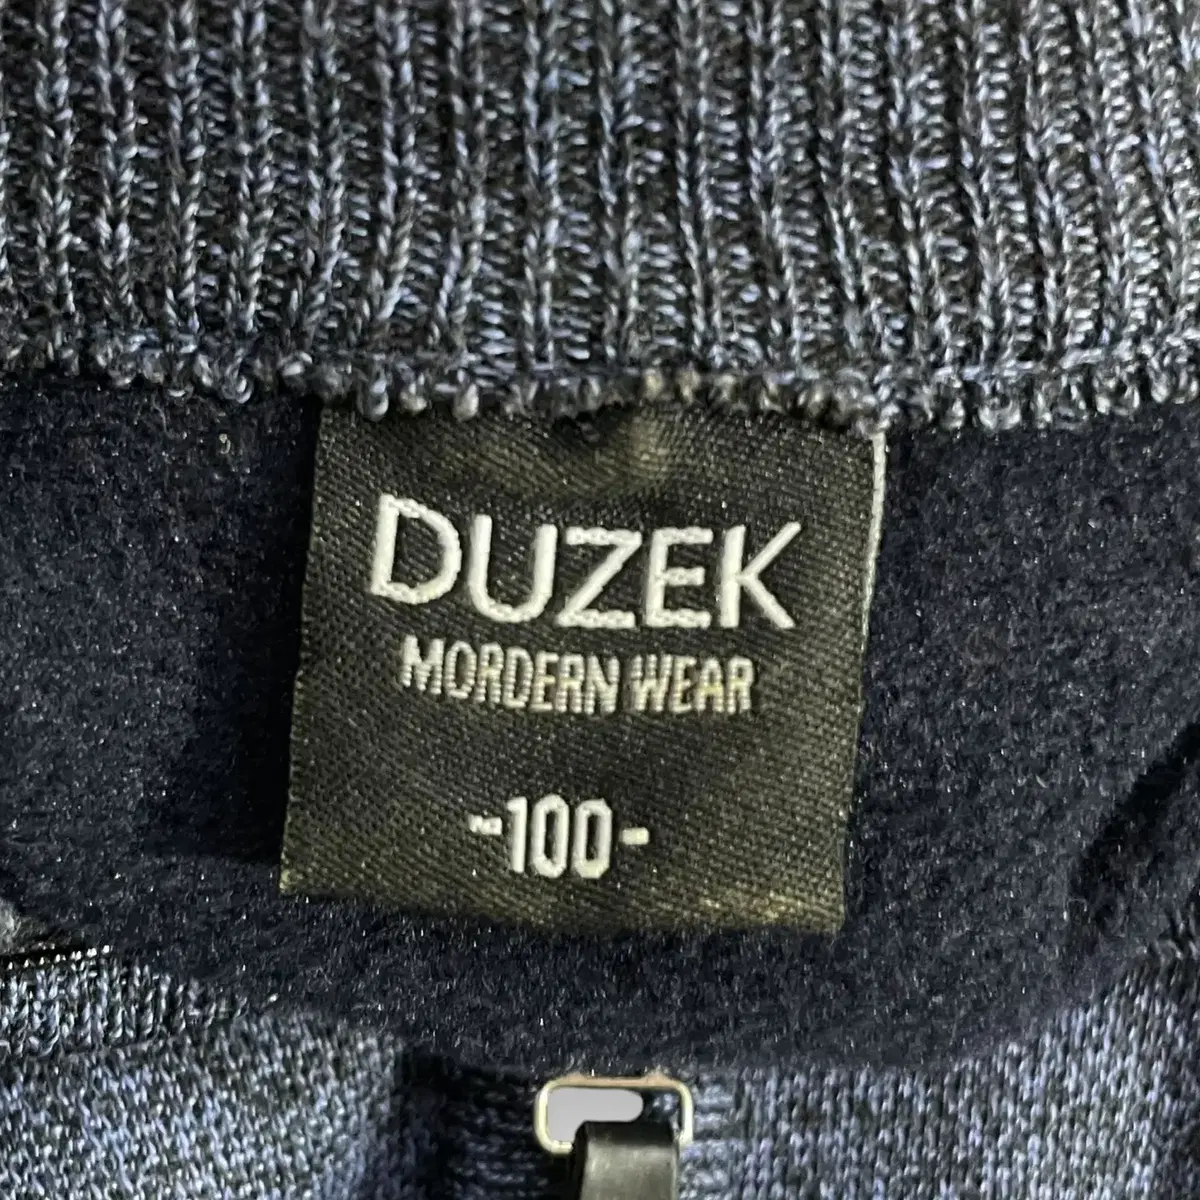 DUZEK
MORDERN WEAR
-100-